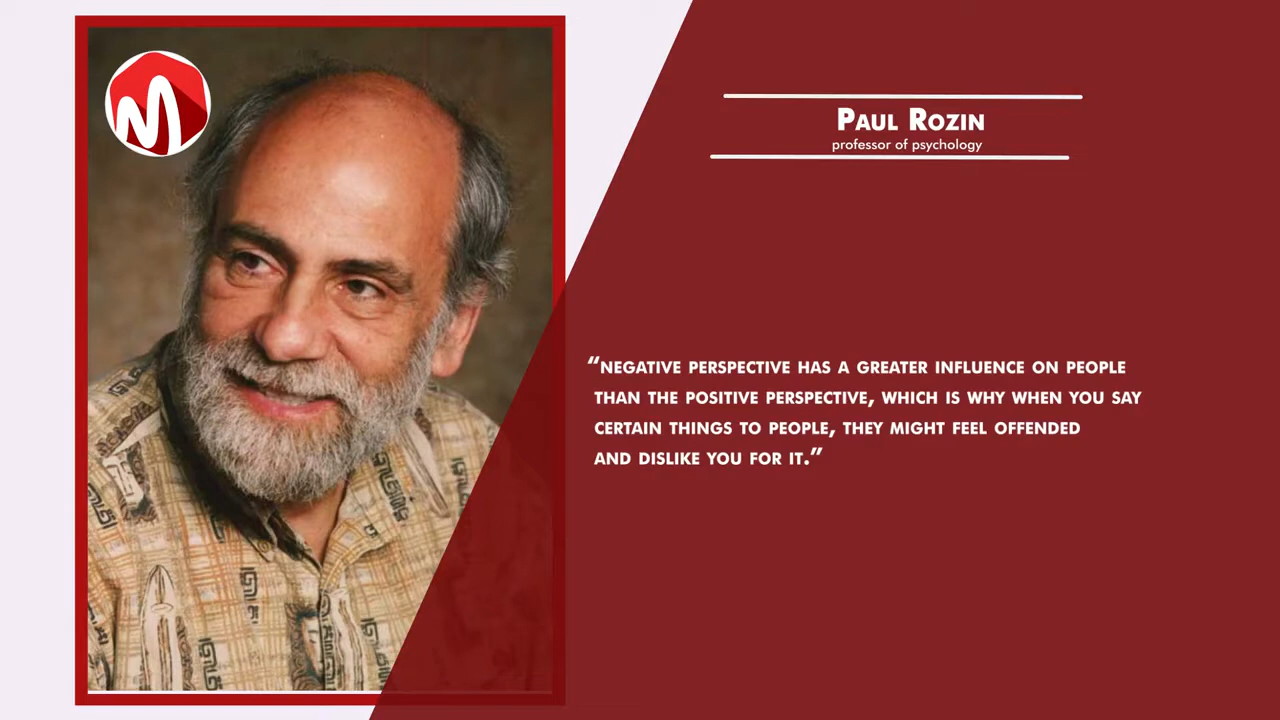 Paul Rozin
professor of psychology
“NEGATIVE PERSPECTIVE HAS A GREATER INFLUENCE ON PEOPLE
THAN THE POSITIVE PERSPECTIVE, WHICH IS WHY WHEN YOU SAY
CERTAIN THINGS TO PEOPLE, THEY MIGHT FEEL OFFENDED
AND DISLIKE YOU FOR IT.”